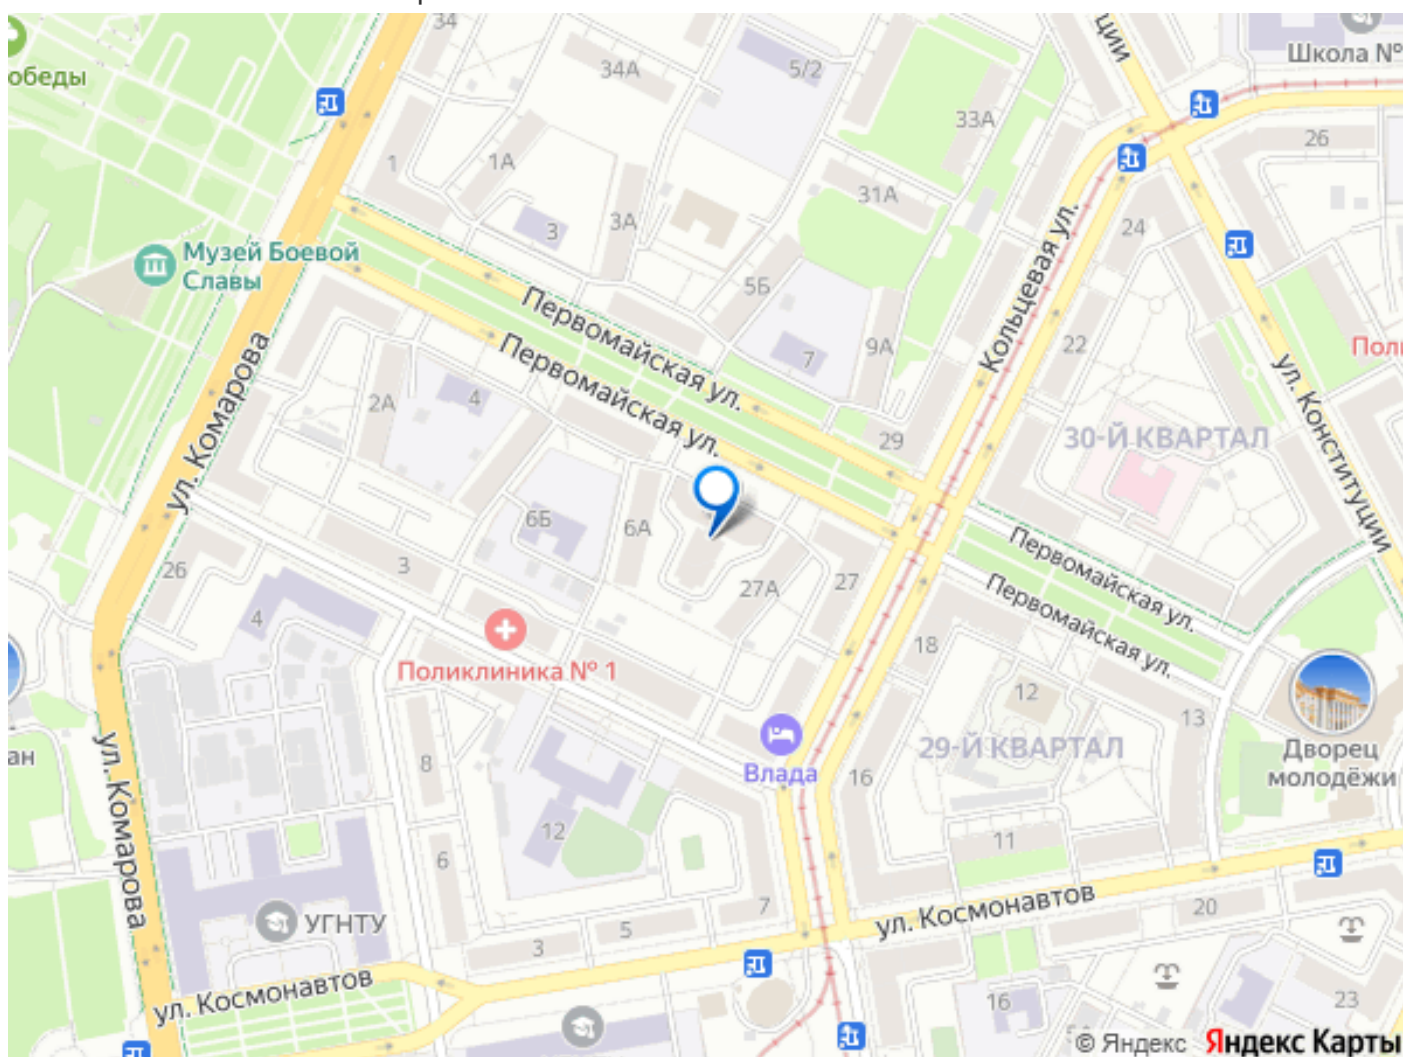 34
34А
5/2
ции
Школа №
обеды
33А
26
1
1А
31А
3
3А
24
Музей Боевой
Славы
5Б
Кольцевая ул.
Первомайская ул.
Первомайская ул.
7
9А
22
Пол
ул. Комарова
2А
4
29
30-Й КВАРТАЛ
ул. Конституции
6Б
6А
26
3
27А
27
Первомайская ул.
Первомайская ул.
4
Поликлиника № 1
18
12
13
ан
8
Влада
16
29-Й КВАРТАЛ
Дворец
молодёжи
ул. Комарова
12
11
6
7
УГНТУ
3
5
ул. Космонавтов
20
ул. Космонавтов
16
23
© Яндекс Яндекс Карты